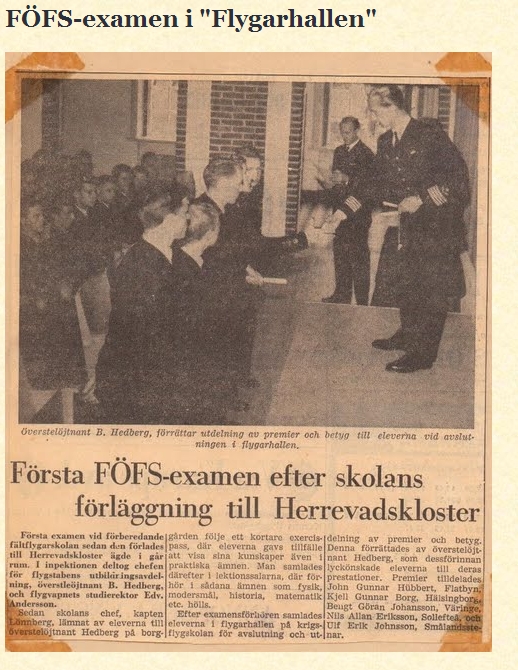 FÖFS-examen i "Flygarhallen"
överstelöjtnant B. Hedberg, förrättar utdelning av premier och betyg till eleverna vid avslut-
ningen i flygarhallen.
Första FÖFS-examen efter skolans
förläggning till Herrevadskloster
Första examen vid förberedande
fältflygarskolan sedan den förlades
till Herrevadskloster ägde i går
rum. I inpektionen deltog chefen
för flygstabens utbildningsavdel-
ning, överstelöjtnant B. Hedberg,
och flygvapnets studierektor Edv.
Andersson.
Sedan skolans chef, kapten
Lönnberg, lämnat av eleverna till
överstelöjtnant Hedberg på borg-
gården följe ett kortare exercis-
pass, där eleverna gavs tillfälle
att visa sina kunskaper även i
praktiska ämnen. Man samlades
därefter i lektionssalarna, där för-
hör i sådana ämnen som fysik,
modersmål, historia, matematik
etc. hölls.
Efter examensförhören samlades
eleverna i flygarhallen på krigs-
flygskolan för avslutning och ut-
delning av premier och betyg.
Denna förrättades av överstelöjt-
nant Hedberg, som dessförinnan
lyckönskade eleverna till deras
prestationer. Premier tilldelades
John Gunnar Hübbert, Flatbyn,
Kjell Gunnar Borg, Hälsingborg,
Beugt Göran Johansson, Väringe,
Nils Allan Eriksson, Sollefteå, och
Ulf Erik Johnsson, Smålandsste-
nar.